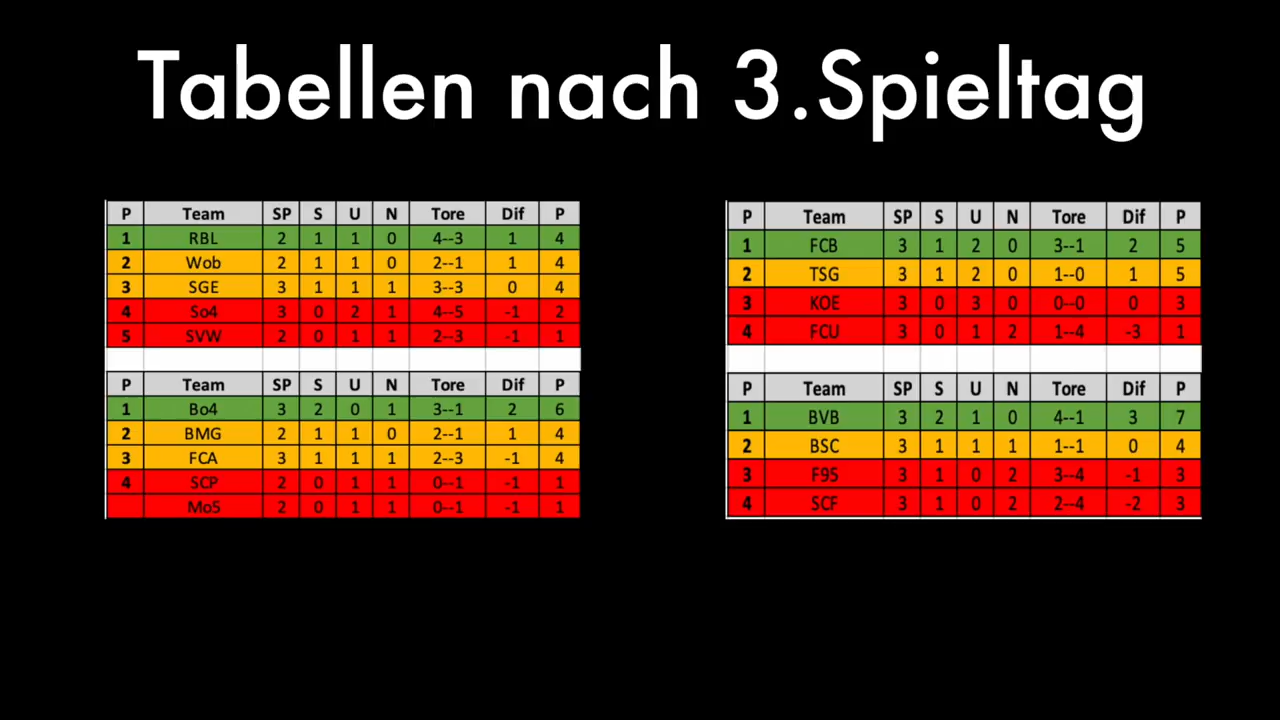 Tabellen nach 3.Spieltag
P Team SP S U N Tore Dif P
1 RBL 2 1 1 0 4--3 1 4
2 Wob 2 1 1 0 2--1 1 4
3 SGE 3 1 1 1 3--3 0 4
4 So4 3 0 2 1 4--5 -1 2
5 SVW 2 0 1 1 2--3 -1 1
P Team SP S U N Tore Dif P
1 Bo4 3 2 0 1 3--1 2 6
2 BMG 2 1 1 0 2--1 1 4
3 FCA 3 1 1 1 2--3 -1 4
4 SCP 2 0 1 1 0--1 -1 1
Mo5 2 0 1 1 0--1 -1 1
P Team SP S U N Tore Dif P
1 FCB 3 1 2 0 3--1 2 5
2 TSG 3 1 2 0 1--0 1 5
3 KOE 3 0 3 0 0--0 0 3
4 FCU 3 0 1 2 1--4 -3 1
P Team SP S U N Tore Dif P
1 BVB 3 2 1 0 4--1 3 7
2 BSC 3 1 1 1 1--1 0 4
3 F95 3 1 0 2 3--4 -1 3
4 SCF 3 1 0 2 2--4 -2 3